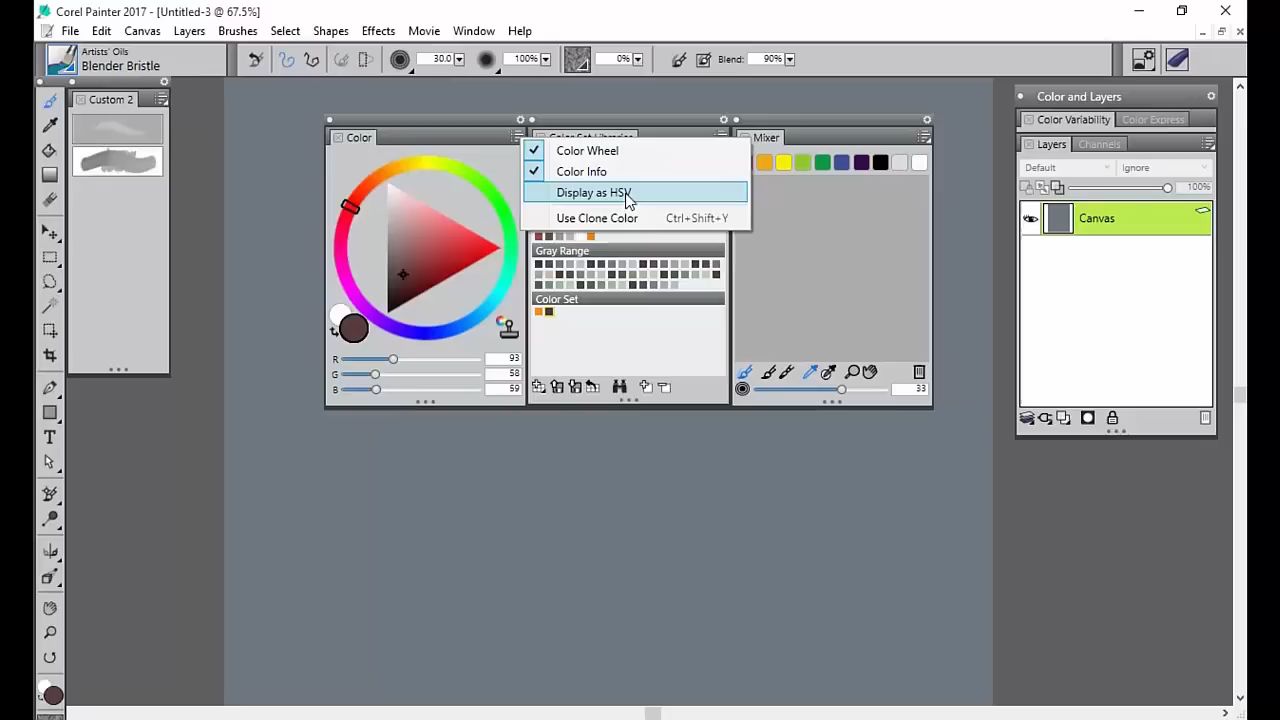 Corel Painter 2017 - [Untitled-3 @ 67.5%]
File Edit Canvas Layers Brushes Select Shapes Effects Movie Window Help
Artists' Oils
Blender Bristle
30.0
100%
0%
Blend: 90%
Custom 2
Color
Color Set Libraries
Mixer
Color Wheel
Color Info
Display as HSV
Use Clone Color Ctrl+Shift+Y
Gray Range
Color Set
R 93
G 58
B 59
33
Color and Layers
Color Variability Color Express
Layers Channels
Default Ignore
100%
Canvas
T